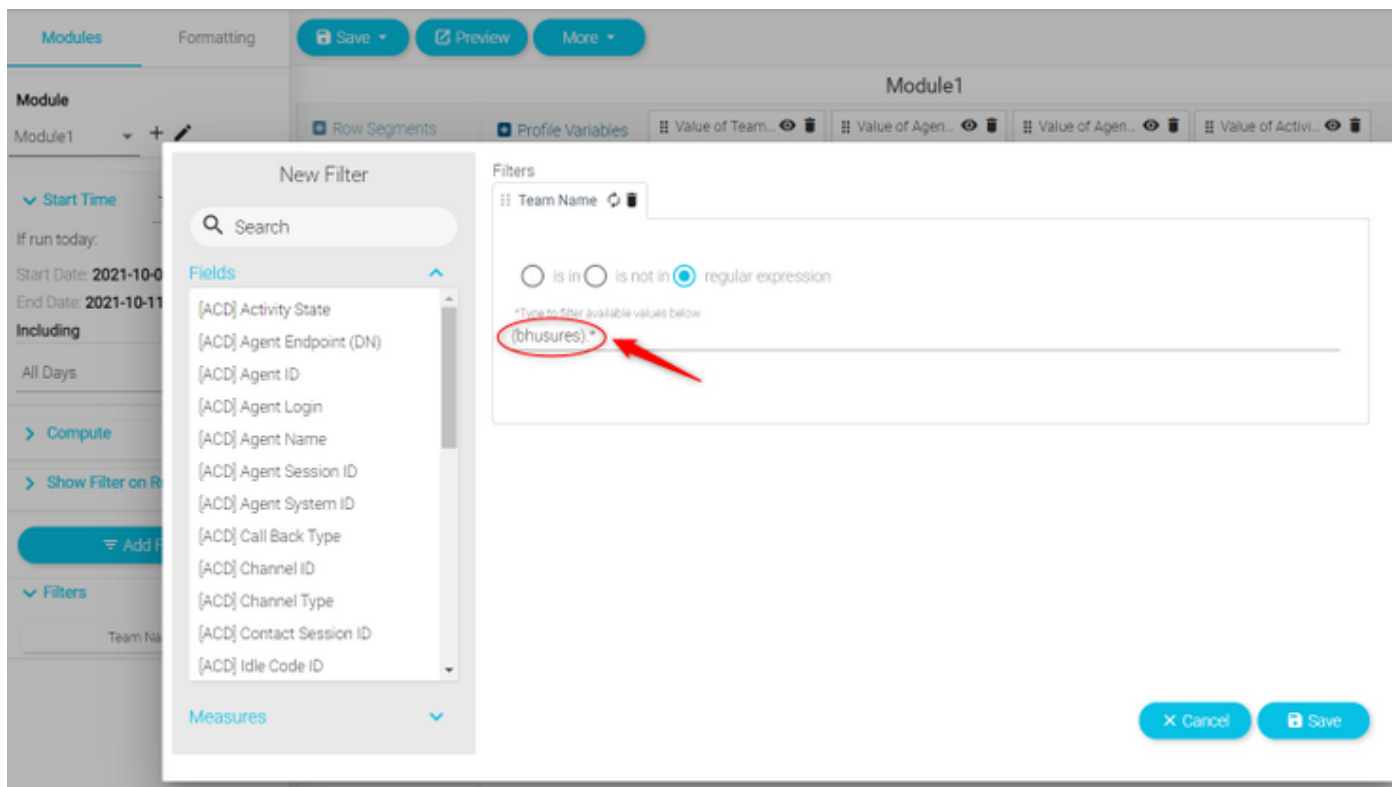 Modules Formatting Save Preview More
Module1
Module
Module1
Row Segments Profile Variables Value of Team... Value of Agen... Value of Agen... Value of Activi...
New Filter
Filters
Start Time
Team Name
Search
If run today:
is in is not in regular expression
Start Date: 2021-10-0
Fields
End Date: 2021-10-11
[ACD] Activity State
*Type to filter available values below
Including
(bhusures).*
[ACD] Agent Endpoint (DN)
All Days
[ACD] Agent ID
[ACD] Agent Login
Compute
[ACD] Agent Name
[ACD] Agent Session ID
Show Filter on R
[ACD] Agent System ID
[ACD] Call Back Type
Add F
[ACD] Channel ID
Filters
[ACD] Channel Type
Team Na
[ACD] Contact Session ID
[ACD] Idle Code ID
Measures
Cancel Save